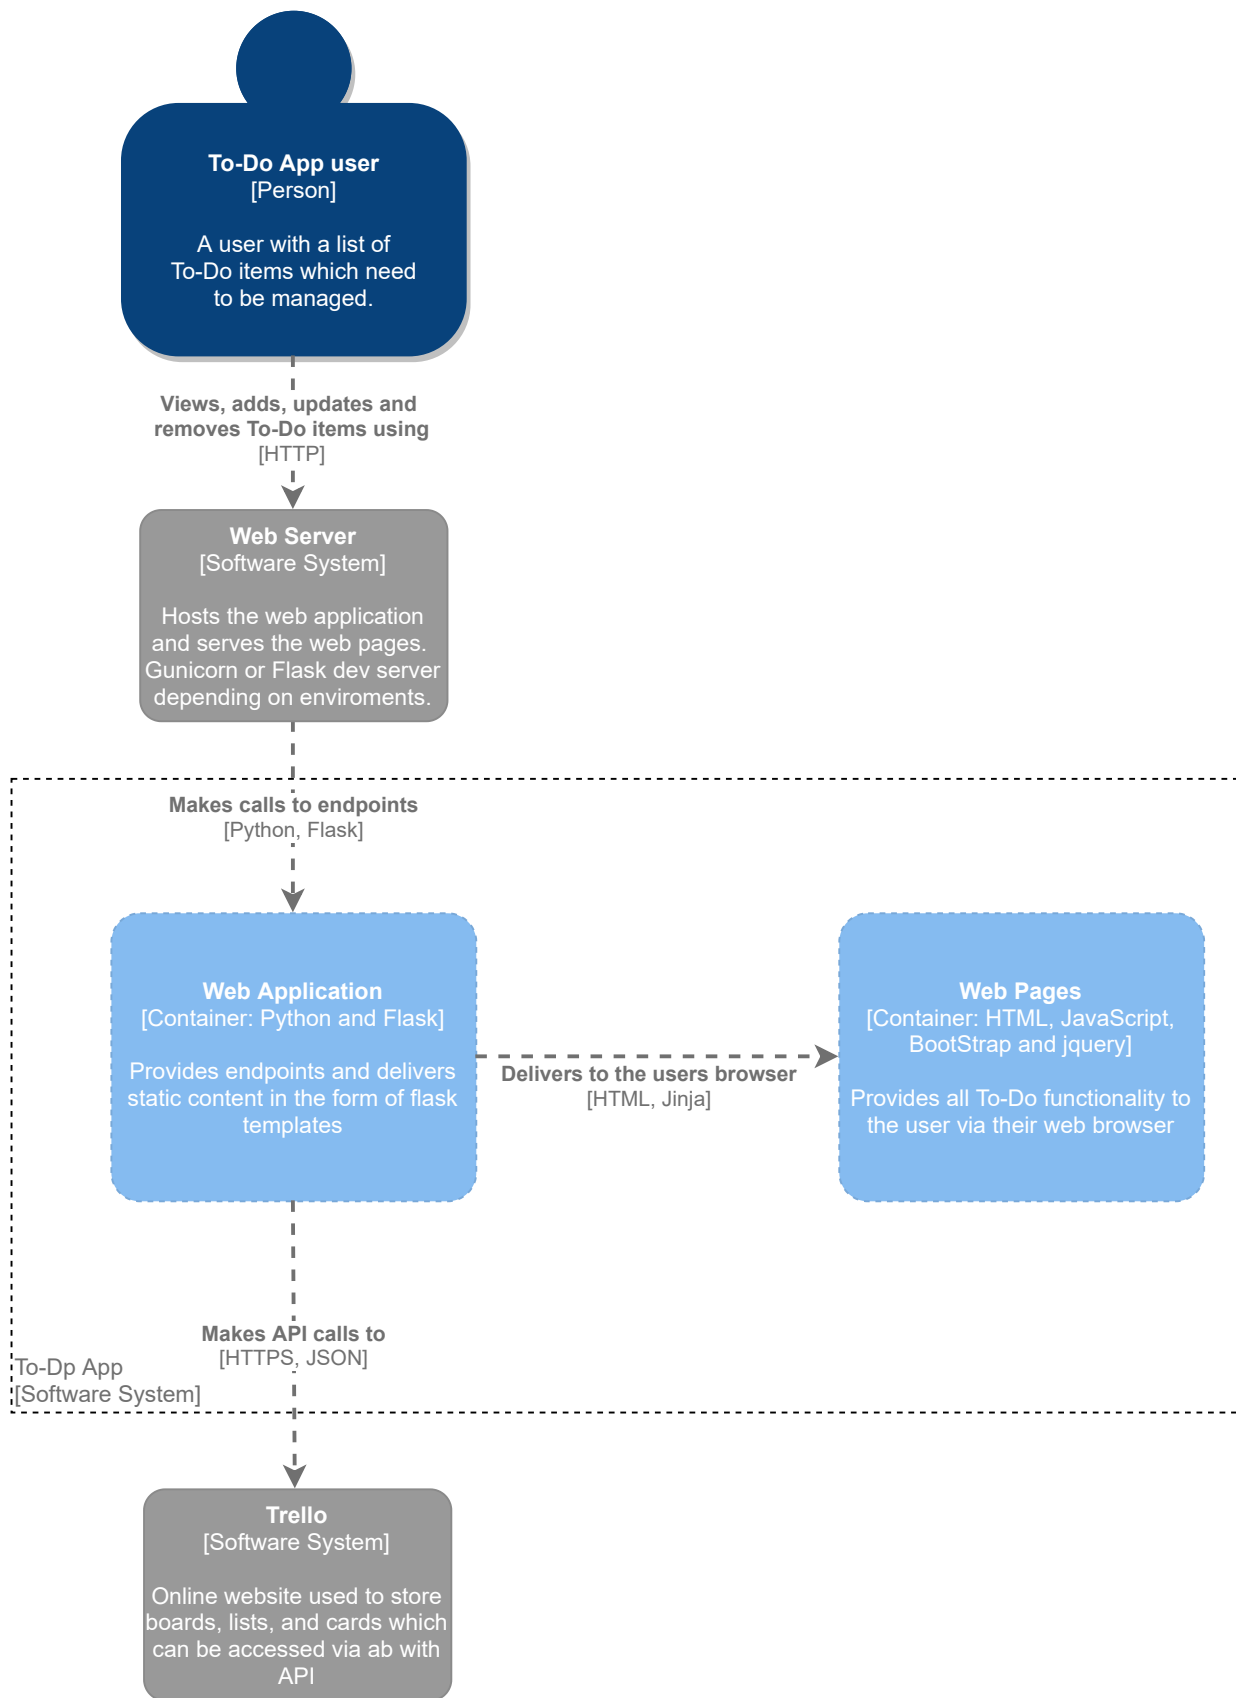 To-Do App user
[Person]
A user with a list of
To-Do items which need
to be managed.
Views, adds, updates and
removes To-Do items using
[HTTP]
Web Server
[Software System]
Hosts the web application
and serves the web pages.
Gunicorn or Flask dev server
depending on enviroments.
Makes calls to endpoints
[Python, Flask]
Web Application
[Container: Python and Flask]
Provides endpoints and delivers
static content in the form of flask
templates
Delivers to the users browser
[HTML, Jinja]
Web Pages
[Container: HTML, JavaScript,
BootStrap and jquery]
Provides all To-Do functionality to
the user via their web browser
Makes API calls to
[HTTPS, JSON]
To-Dp App
[Software System]
Trello
[Software System]
Online website used to store
boards, lists, and cards which
can be accessed via ab with
API